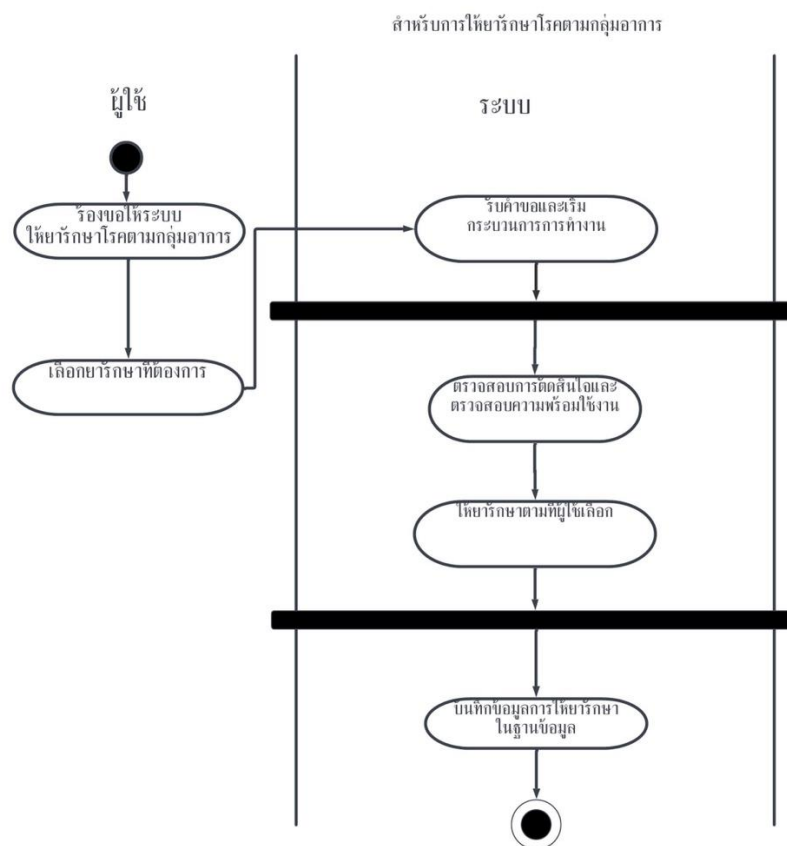 สำหรับการให้ยารักษาโรคตามกลุ่มอาการ
ผู้ใช้
ระบบ
ร้องขอให้ระบบ
ให้ยารักษาโรคตามกลุ่มอาการ
รับคำขอและเริ่ม
กระบวนการการทำงาน
เลือกยารักษาที่ต้องการ
ตรวจสอบการตัดสินใจและ
ตรวจสอบความพร้อมใช้งาน
ให้ยารักษาตามที่ผู้ใช้เลือก
บันทึกข้อมูลการให้ยารักษา
ในฐานข้อมูล